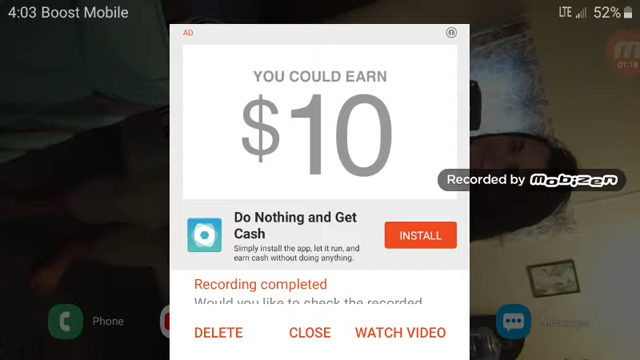 4:03 Boost Mobile
LTE 52%
AD
YOU COULD EARN
$10
01:18
Recorded by mobizen
Do Nothing and Get
Cash
Simply install the app, let it run, and
earn cash without doing anything.
INSTALL
Recording completed
Would you like to check the recorded
Phone
Messages
DELETE
CLOSE
WATCH VIDEO